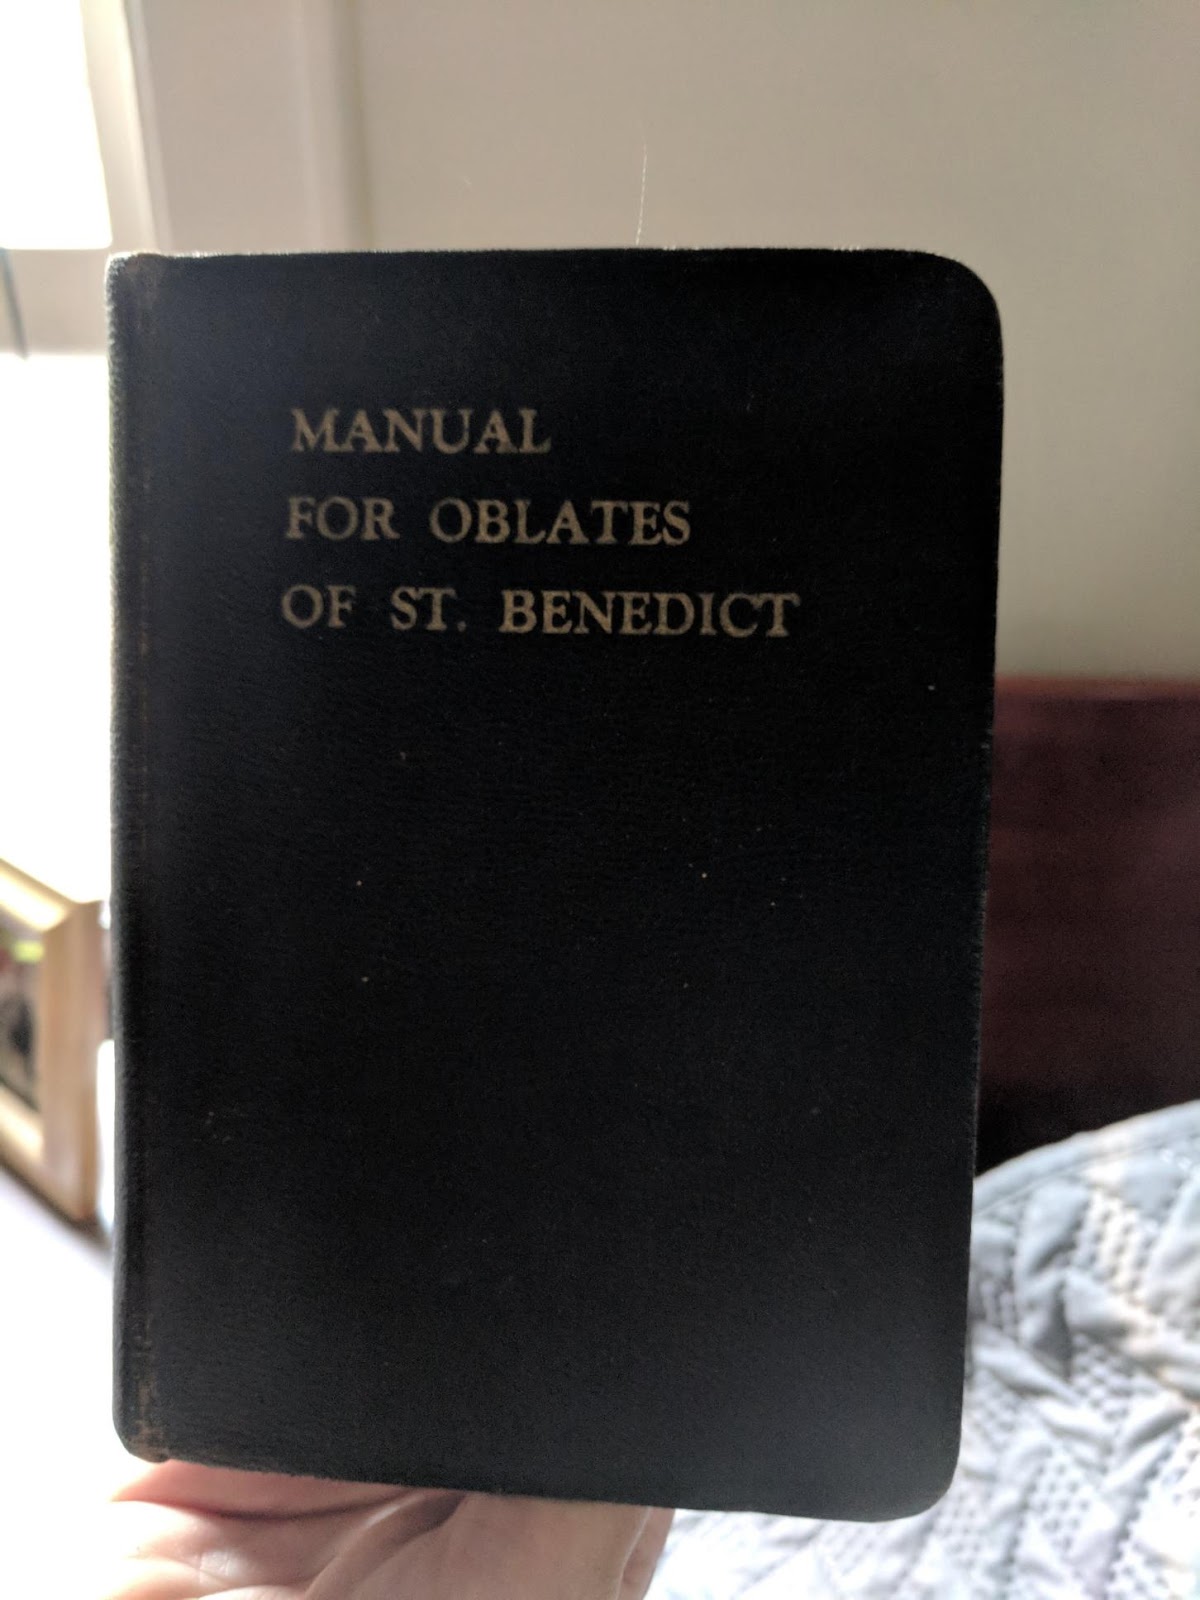 MANUAL
FOR OBLATES
OF ST. BENEDICT